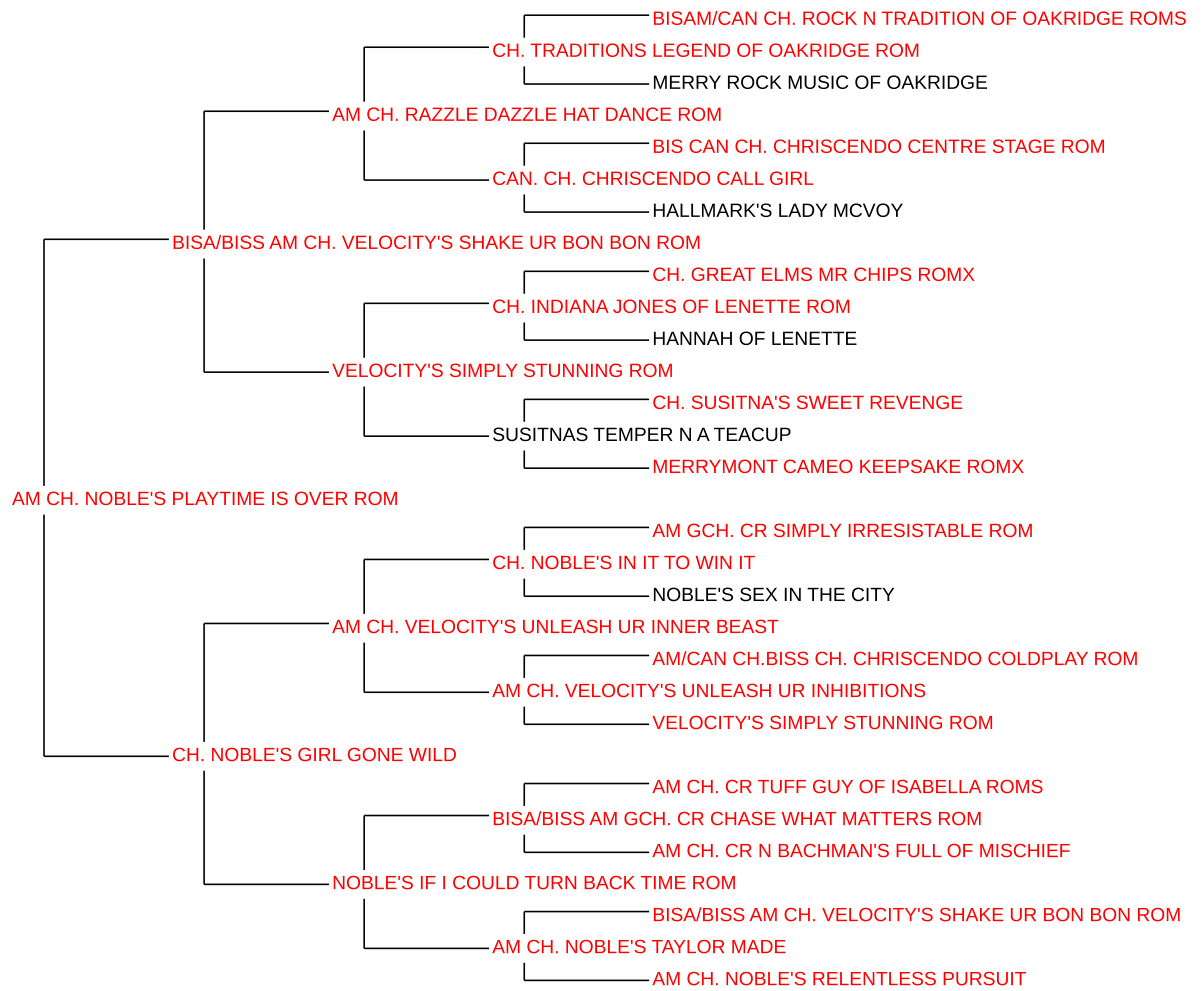 BISAM/CAN CH. ROCK N TRADITION OF OAKRIDGE ROMS
CH. TRADITIONS LEGEND OF OAKRIDGE ROM
MERRY ROCK MUSIC OF OAKRIDGE
AM CH. RAZZLE DAZZLE HAT DANCE ROM
BIS CAN CH. CHRISCENDO CENTRE STAGE ROM
CAN. CH. CHRISCENDO CALL GIRL
HALLMARK'S LADY MCVOY
BISA/BISS AM CH. VELOCITY'S SHAKE UR BON BON ROM
CH. GREAT ELMS MR CHIPS ROMX
CH. INDIANA JONES OF LENETTE ROM
HANNAH OF LENETTE
VELOCITY'S SIMPLY STUNNING ROM
CH. SUSITNA'S SWEET REVENGE
SUSITNAS TEMPER N A TEACUP
MERRYMONT CAMEO KEEPSAKE ROMX
AM CH. NOBLE'S PLAYTIME IS OVER ROM
AM GCH. CR SIMPLY IRRESISTABLE ROM
CH. NOBLE'S IN IT TO WIN IT
NOBLE'S SEX IN THE CITY
AM CH. VELOCITY'S UNLEASH UR INNER BEAST
AM/CAN CH.BISS CH. CHRISCENDO COLDPLAY ROM
AM CH. VELOCITY'S UNLEASH UR INHIBITIONS
VELOCITY'S SIMPLY STUNNING ROM
CH. NOBLE'S GIRL GONE WILD
AM CH. CR TUFF GUY OF ISABELLA ROMS
BISA/BISS AM GCH. CR CHASE WHAT MATTERS ROM
AM CH. CR N BACHMAN'S FULL OF MISCHIEF
NOBLE'S IF I COULD TURN BACK TIME ROM
BISA/BISS AM CH. VELOCITY'S SHAKE UR BON BON ROM
AM CH. NOBLE'S TAYLOR MADE
AM CH. NOBLE'S RELENTLESS PURSUIT